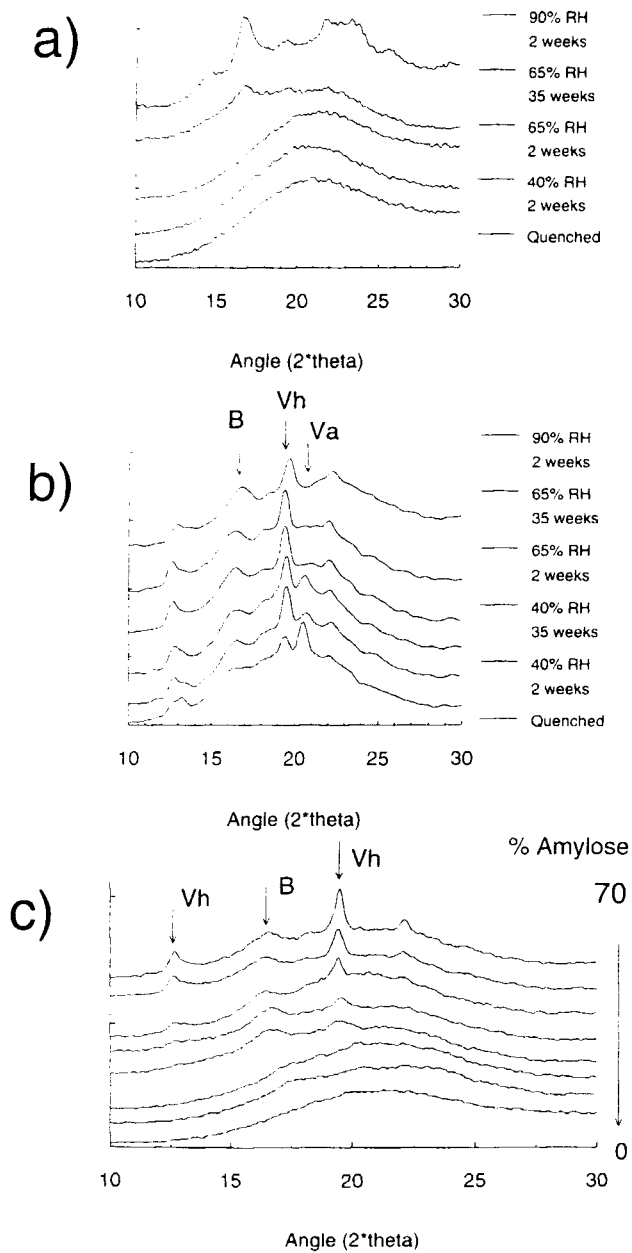 a)
90% RH
2 weeks
65% RH
35 weeks
65% RH
2 weeks
40% RH
2 weeks
Quenched
10 15 20 25 30
Angle (2*theta)
b)
B
Vh
Va
90% RH
2 weeks
65% RH
35 weeks
65% RH
2 weeks
40% RH
35 weeks
40% RH
2 weeks
Quenched
10 15 20 25 30
Angle (2*theta)
c)
Vh
B
Vh
% Amylose
70
0
10 15 20 25 30
Angle (2*theta)